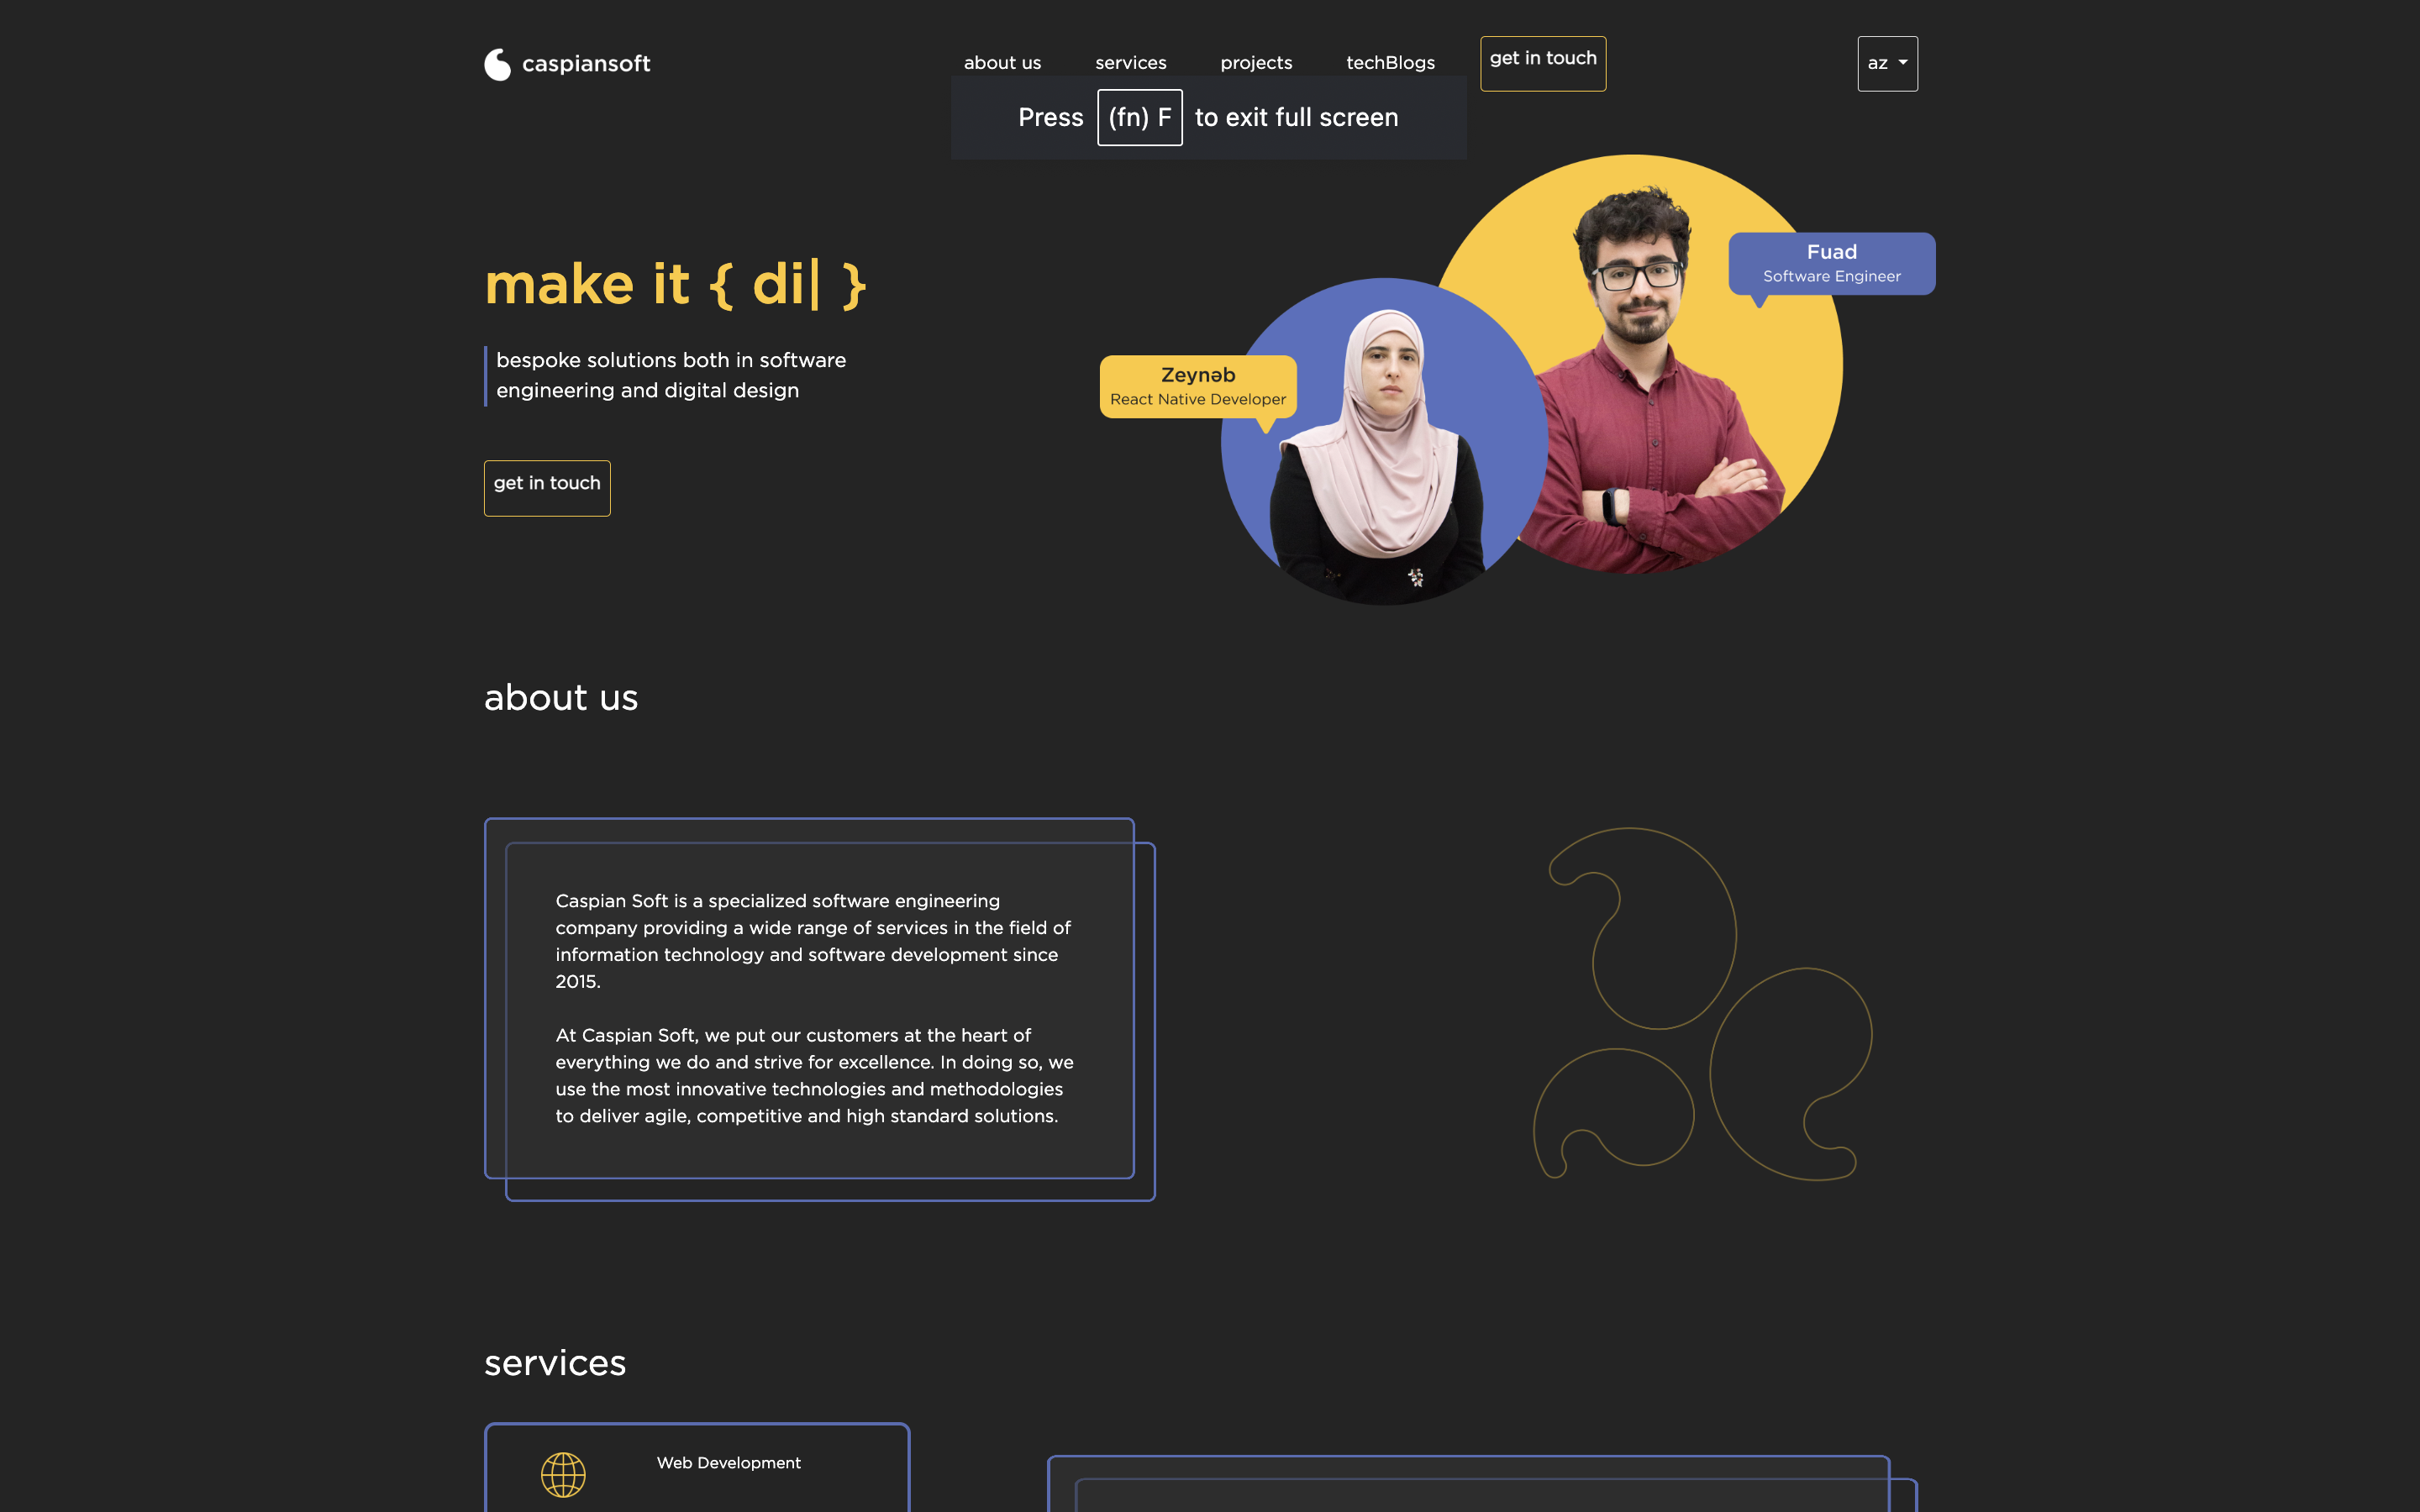 caspiansoft
about us
services
projects
techBlogs
get in touch
az
Press (fn) F to exit full screen
make it { di| }
bespoke solutions both in software
engineering and digital design
get in touch
Fuad
Software Engineer
Zeynəb
React Native Developer
about us
Caspian Soft is a specialized software engineering
company providing a wide range of services in the field of
information technology and software development since
2015.
At Caspian Soft, we put our customers at the heart of
everything we do and strive for excellence. In doing so, we
use the most innovative technologies and methodologies
to deliver agile, competitive and high standard solutions.
services
Web Development